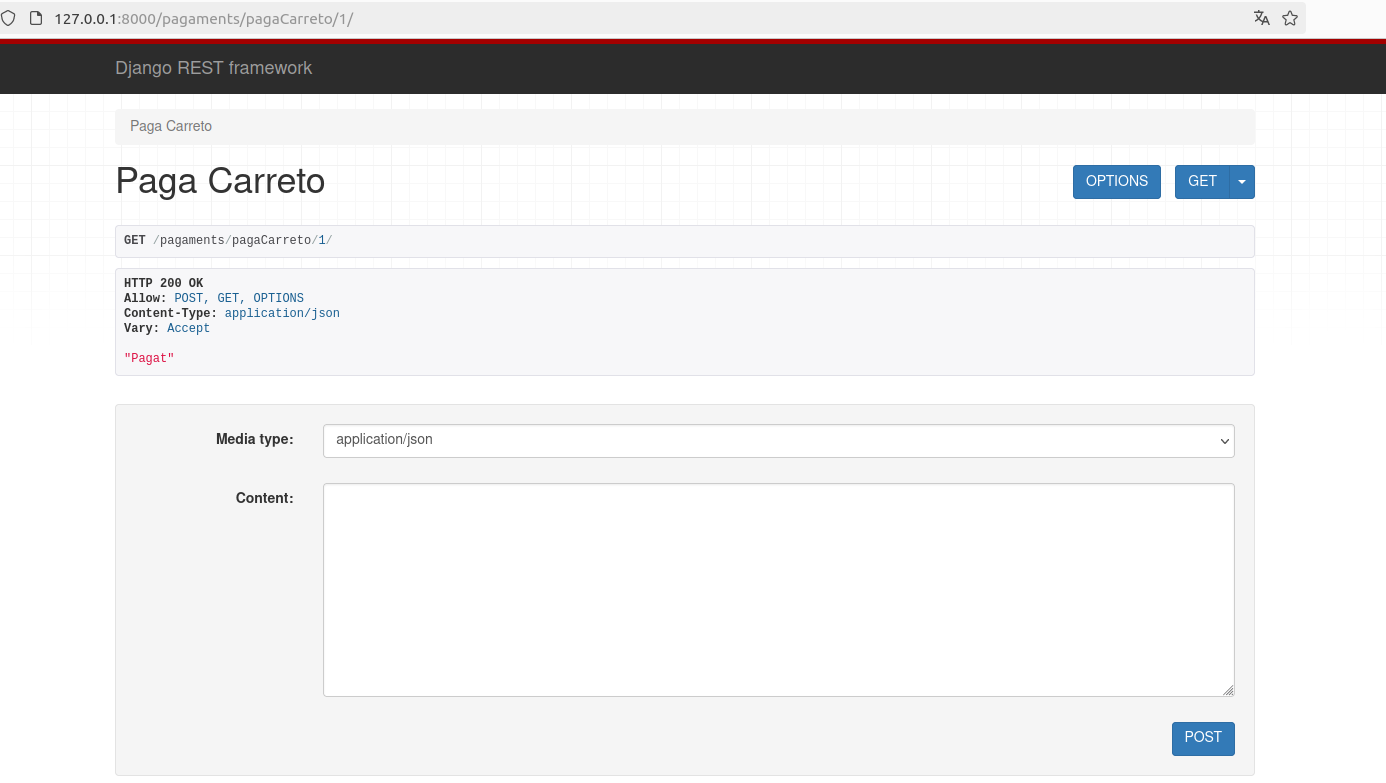 127.0.0.1:8000/pagaments/pagaCarreto/1/
Django REST framework
Paga Carreto
Paga Carreto
OPTIONS
GET
GET /pagaments/pagaCarreto/1/
HTTP 200 OK
Allow: POST, GET, OPTIONS
Content-Type: application/json
Vary: Accept
"Pagat"
Media type:
application/json
Content:
POST